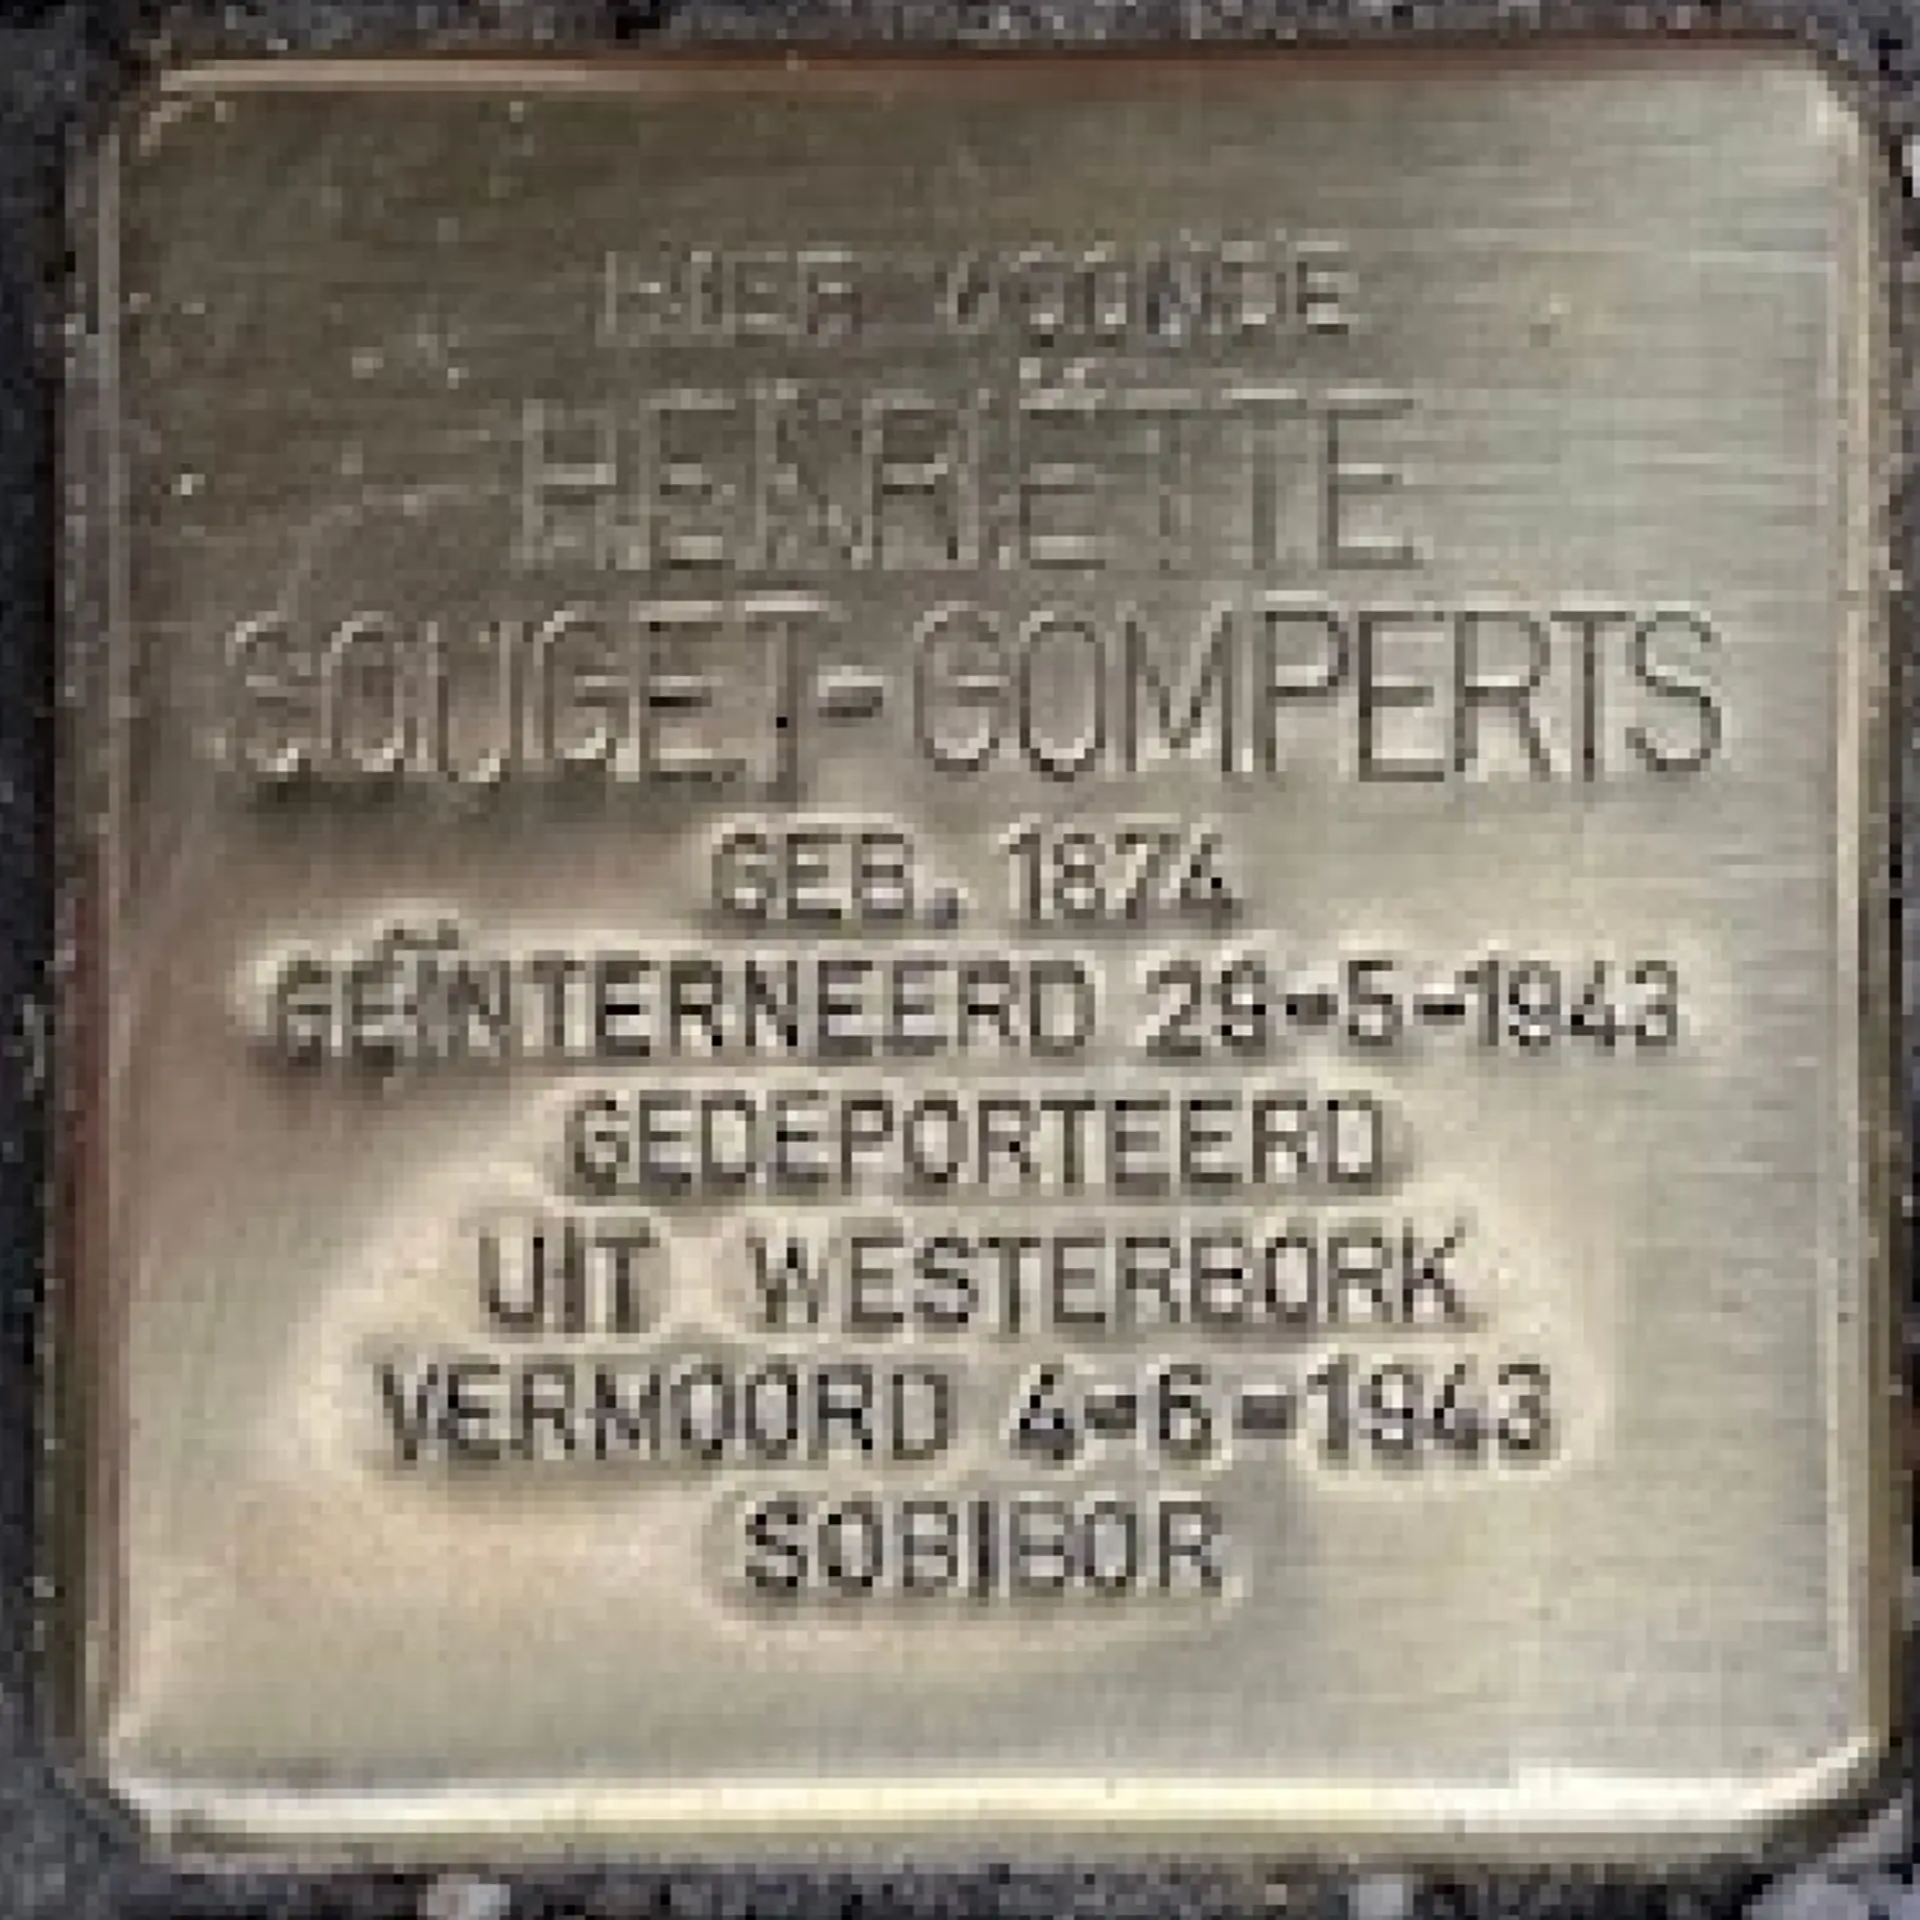 HIER WOONDE
HENRIËTTE
SOUGET-GOMPERTS
GEB. 1874
GEÏNTERNEERD 29-5-1943
GEDEPORTEERD
UIT WESTERBORK
VERMOORD 4-6-1943
SOBIBOR